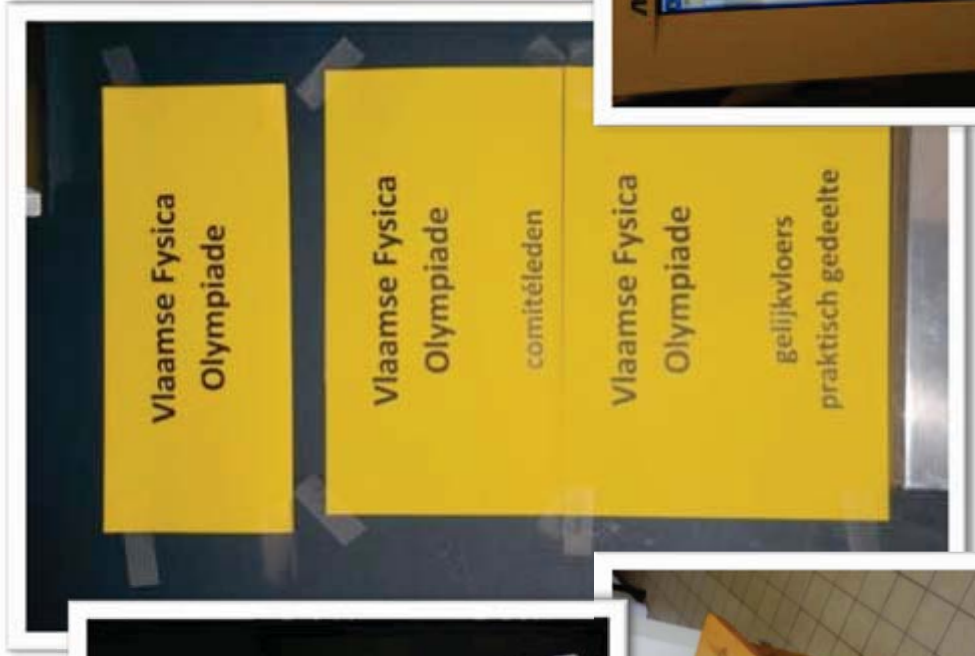 Vlaamse Fysica
Olympiade
Vlaamse Fysica
Olympiade
comitéleden
Vlaamse Fysica
Olympiade
gelijkvloers
praktisch gedeelte